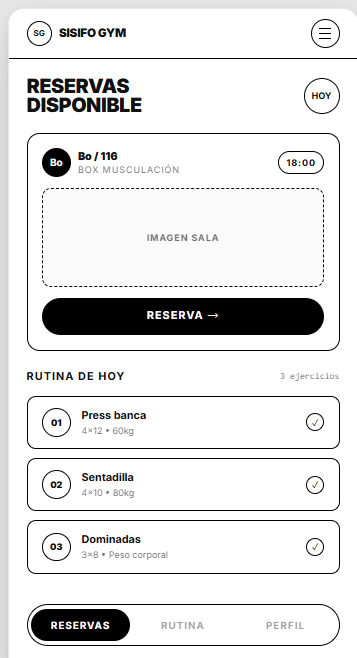 SG SISIFO GYM
RESERVAS
DISPONIBLE
HOY
Bo
Bo / 116
BOX MUSCULACIÓN
18:00
IMAGEN SALA
RESERVA →
RUTINA DE HOY
3 ejercicios
01
Press banca
4×12 • 60kg
✓
02
Sentadilla
4×10 • 80kg
✓
03
Dominadas
3×8 • Peso corporal
✓
RESERVAS RUTINA PERFIL